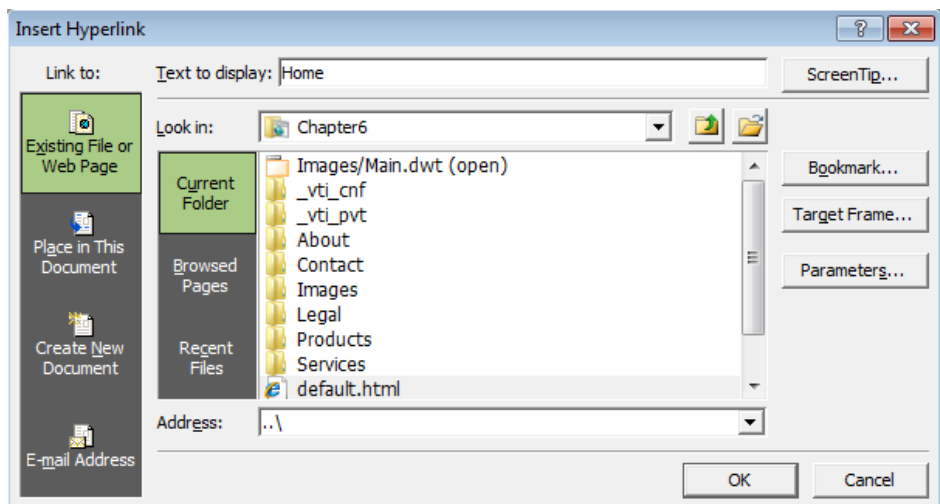 Insert Hyperlink
Link to:
Text to display: Home
ScreenTip...
Existing File or
Web Page
Place in This
Document
Create New
Document
E-mail Address
Look in: Chapter6
Current
Folder
Browsed
Pages
Recent
Files
Images/Main.dwt (open)
_vti_cnf
_vti_pvt
About
Contact
Images
Legal
Products
Services
default.html
Address: ..\
Bookmark...
Target Frame...
Parameters...
OK
Cancel